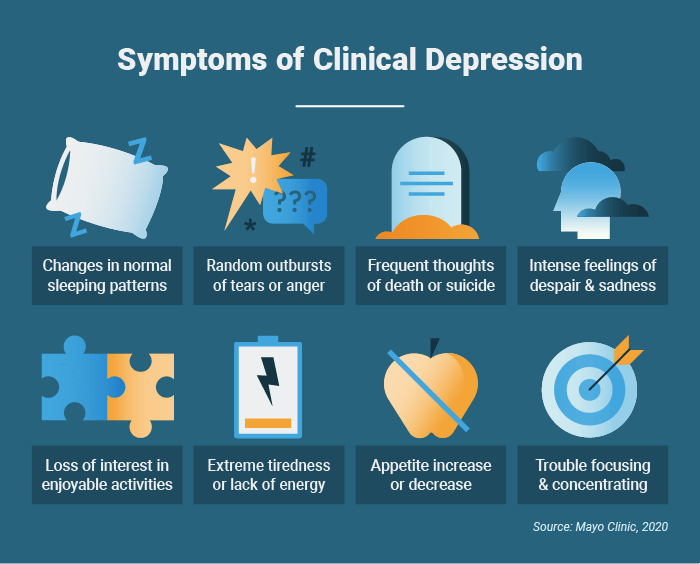 Symptoms of Clinical Depression
Z
!
#
???
*
Z
Changes in normal
sleeping patterns
Random outbursts
of tears or anger
Frequent thoughts
of death or suicide
Intense feelings of
despair & sadness
Loss of interest in
enjoyable activities
Extreme tiredness
or lack of energy
Appetite increase
or decrease
Trouble focusing
& concentrating
Source: Mayo Clinic, 2020